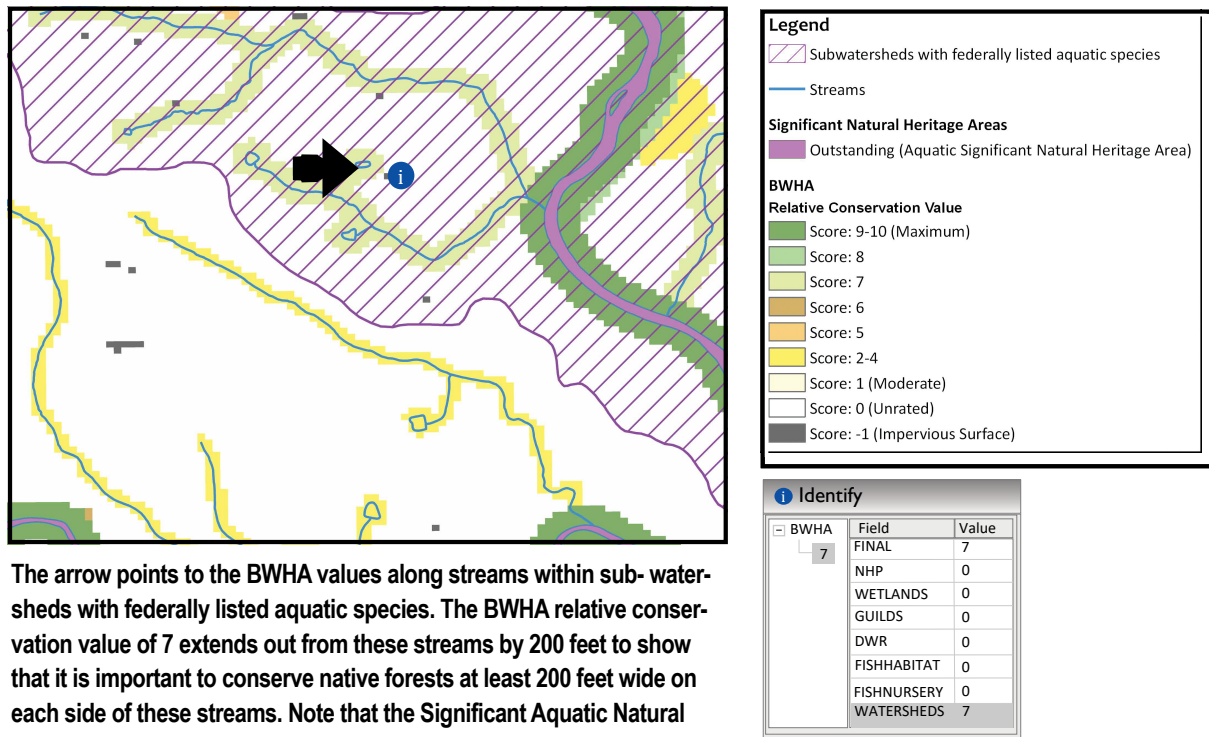 Legend
Subwatersheds with federally listed aquatic species
Streams
Significant Natural Heritage Areas
Outstanding (Aquatic Significant Natural Heritage Area)
BWHA
Relative Conservation Value
Score: 9-10 (Maximum)
Score: 8
Score: 7
Score: 6
Score: 5
Score: 2-4
Score: 1 (Moderate)
Score: 0 (Unrated)
Score: -1 (Impervious Surface)
i
i Identify
BWHA
7
Field Value
FINAL 7
NHP 0
WETLANDS 0
GUILDS 0
DWR 0
FISHHABITAT 0
FISHNURSERY 0
WATERSHEDS 7
The arrow points to the BWHA values along streams within sub- water-
sheds with federally listed aquatic species. The BWHA relative conser-
vation value of 7 extends out from these streams by 200 feet to show
that it is important to conserve native forests at least 200 feet wide on
each side of these streams. Note that the Significant Aquatic Natural